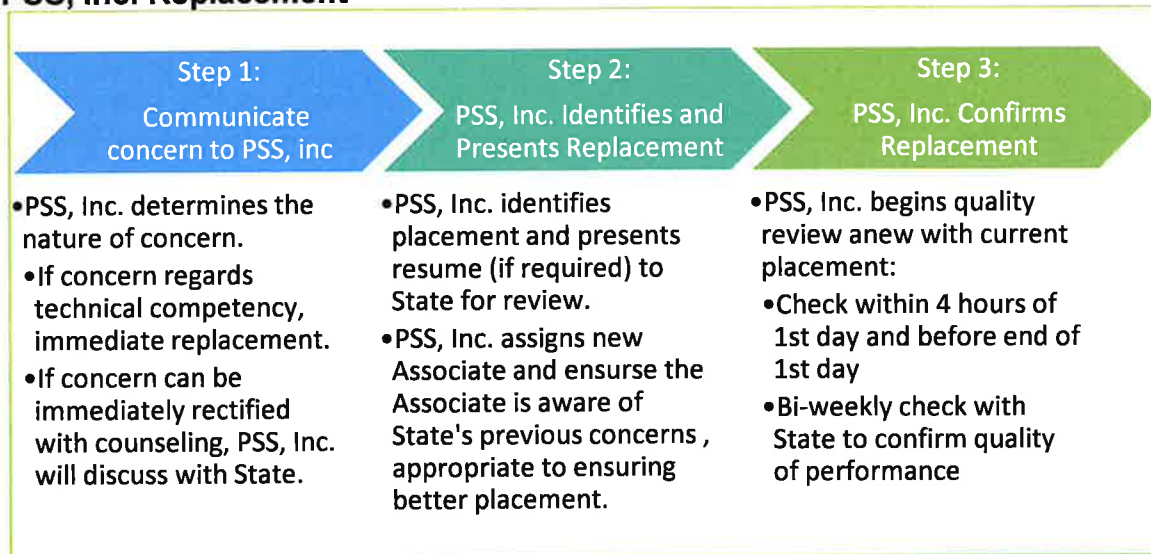 PSS, Inc. Replacement
Step 1:
Communicate
concern to PSS, inc
•PSS, Inc. determines the
nature of concern.
•If concern regards
technical competency,
immediate replacement.
•If concern can be
immediately rectified
with counseling, PSS, Inc.
will discuss with State.
Step 2:
PSS, Inc. Identifies and
Presents Replacement
•PSS, Inc. identifies
placement and presents
resume (if required) to
State for review.
•PSS, Inc. assigns new
Associate and ensurse the
Associate is aware of
State's previous concerns ,
appropriate to ensuring
better placement.
Step 3:
PSS, Inc. Confirms
Replacement
•PSS, Inc. begins quality
review anew with current
placement:
•Check within 4 hours of
1st day and before end of
1st day
•Bi-weekly check with
State to confirm quality
of performance